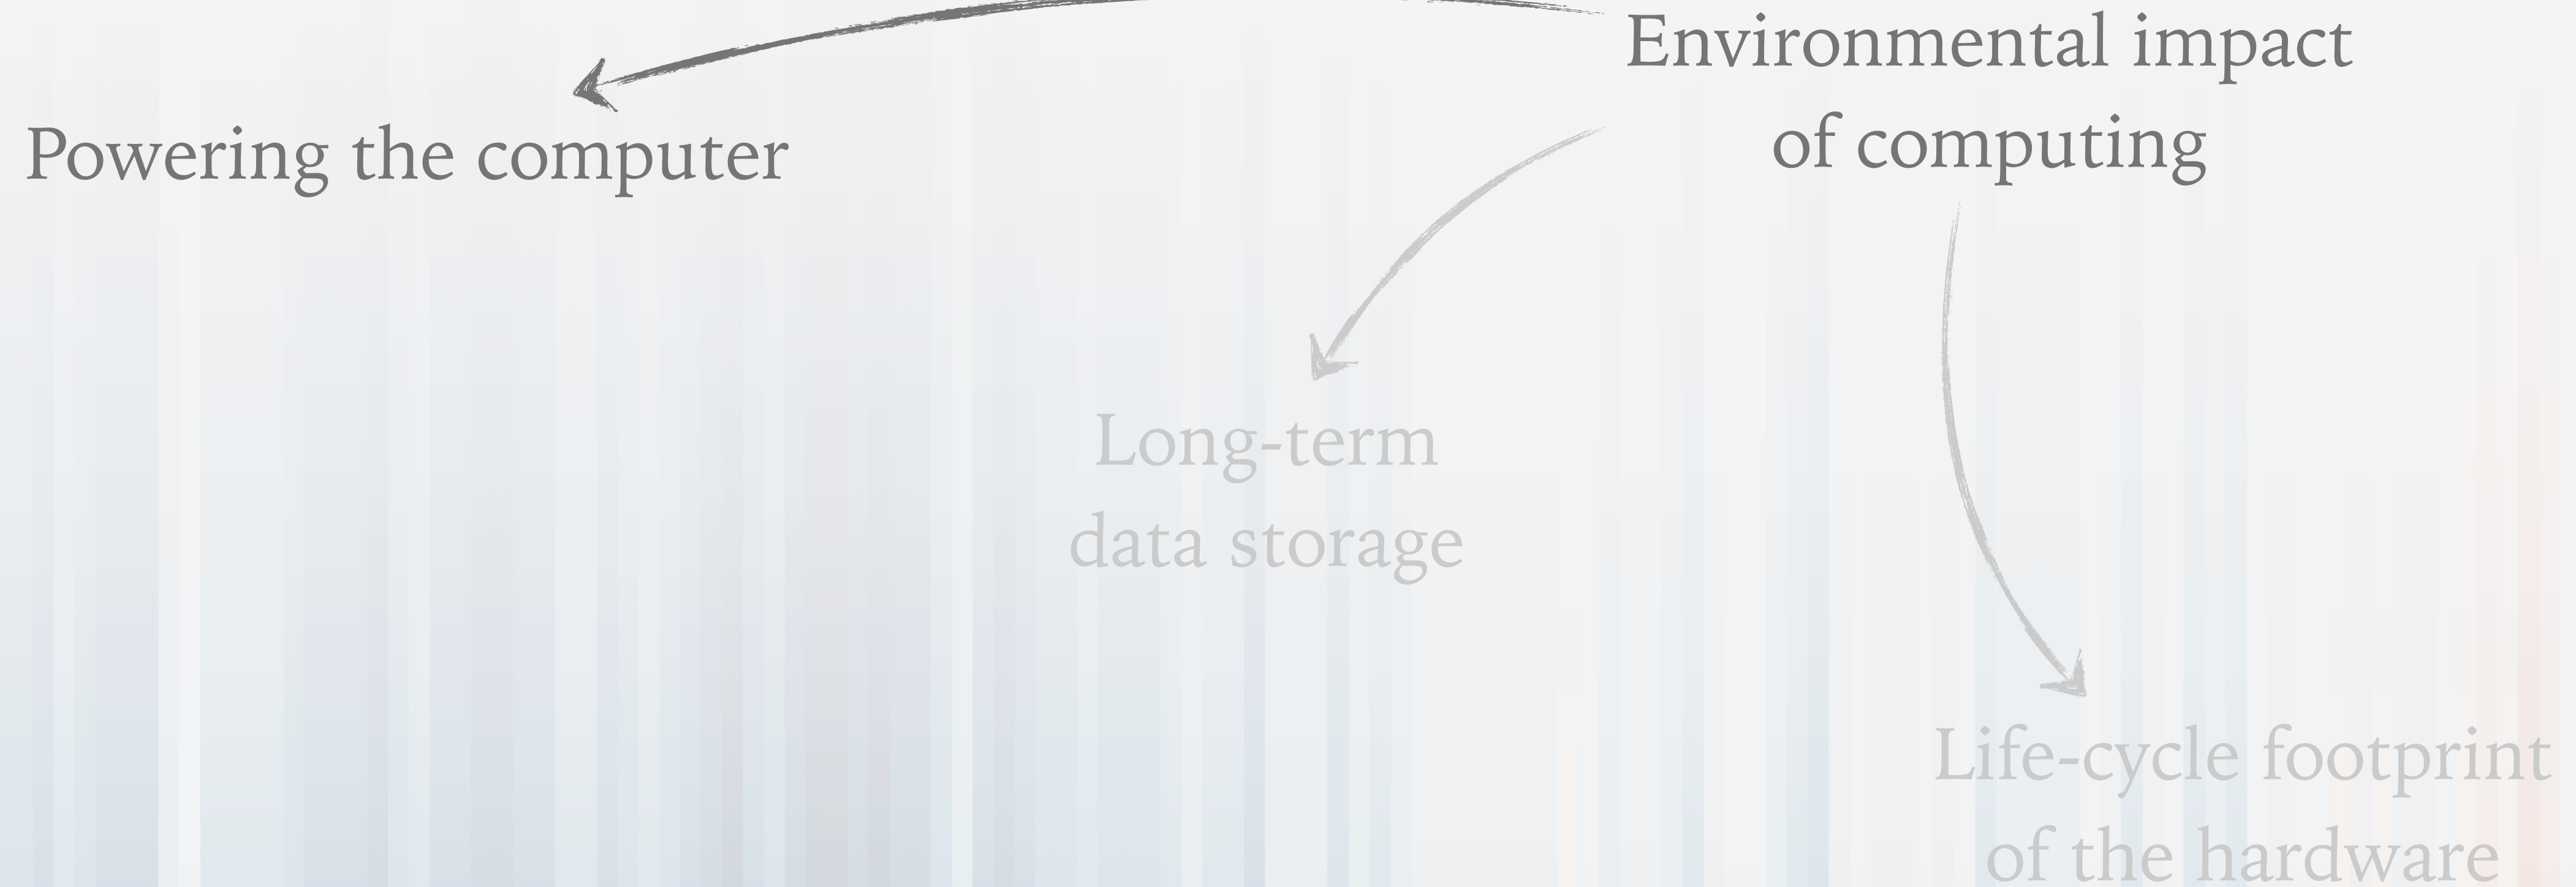 Environmental impact
of computing
Powering the computer
Long-term
data storage
Life-cycle footprint
of the hardware